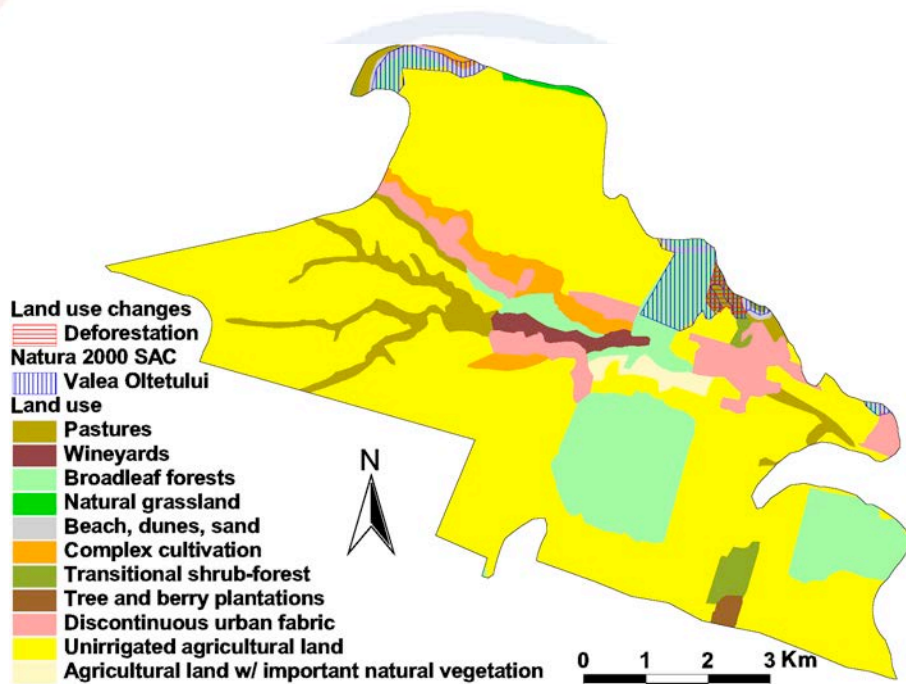 Land use changes
Deforestation
Natura 2000 SAC
Valea Oltetului
Land use
Pastures
Wineyards
Broadleaf forests
Natural grassland
Beach, dunes, sand
Complex cultivation
Transitional shrub-forest
Tree and berry plantations
Discontinuous urban fabric
Unirrigated agricultural land
Agricultural land w/ important natural vegetation
N
0 1 2 3 Km